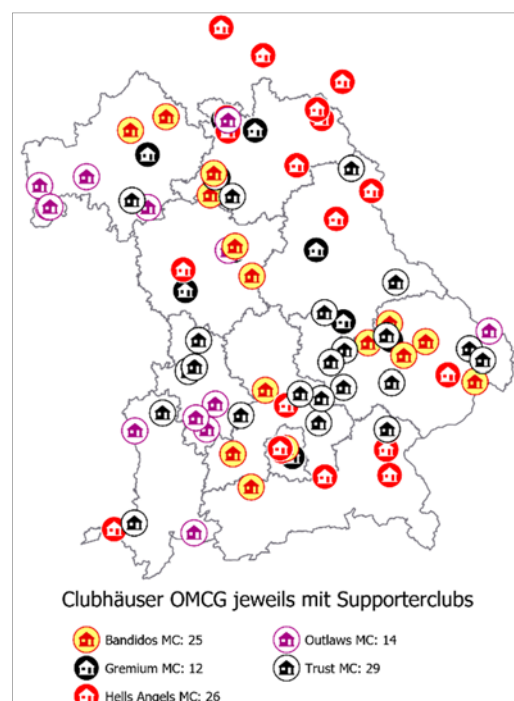 Clubhäuser OMCG jeweils mit Supporterclubs
Bandidos MC: 25
Outlaws MC: 14
Gremium MC: 12
Trust MC: 29
Hells Angels MC: 26